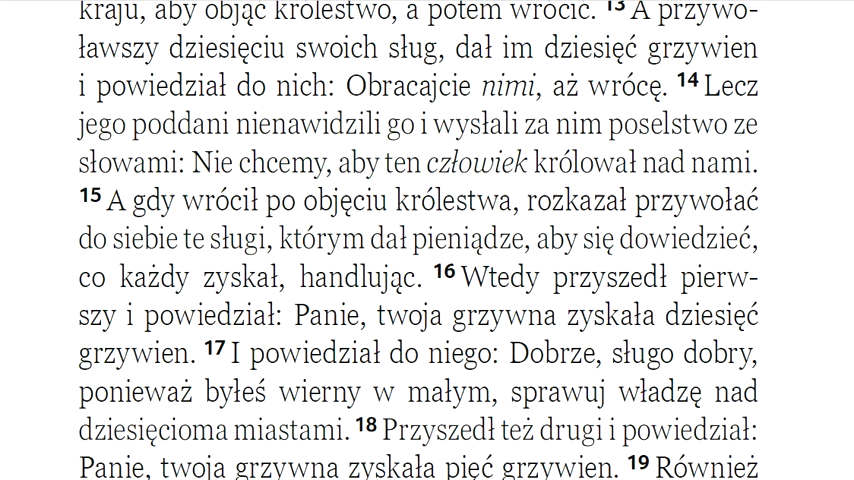 kraju, aby objąć królestwo, a potem wrócić. 13 A przywo-
ławszy dziesięciu swoich sług, dał im dziesięć grzywien
i powiedział do nich: Obracajcie nimi, aż wrócę. 14 Lecz
jego poddani nienawidzili go i wysłali za nim poselstwo ze
słowami: Nie chcemy, aby ten człowiek królował nad nami.
15 A gdy wrócił po objęciu królestwa, rozkazał przywołać
do siebie te sługi, którym dał pieniądze, aby się dowiedzieć,
co każdy zyskał, handlując. 16 Wtedy przyszedł pierw-
szy i powiedział: Panie, twoja grzywna zyskała dziesięć
grzywien. 17 I powiedział do niego: Dobrze, sługo dobry,
ponieważ byłeś wierny w małym, sprawuj władzę nad
dziesięcioma miastami. 18 Przyszedł też drugi i powiedział:
Panie, twoja grzywna zyskała pięć grzywien. 19 Również